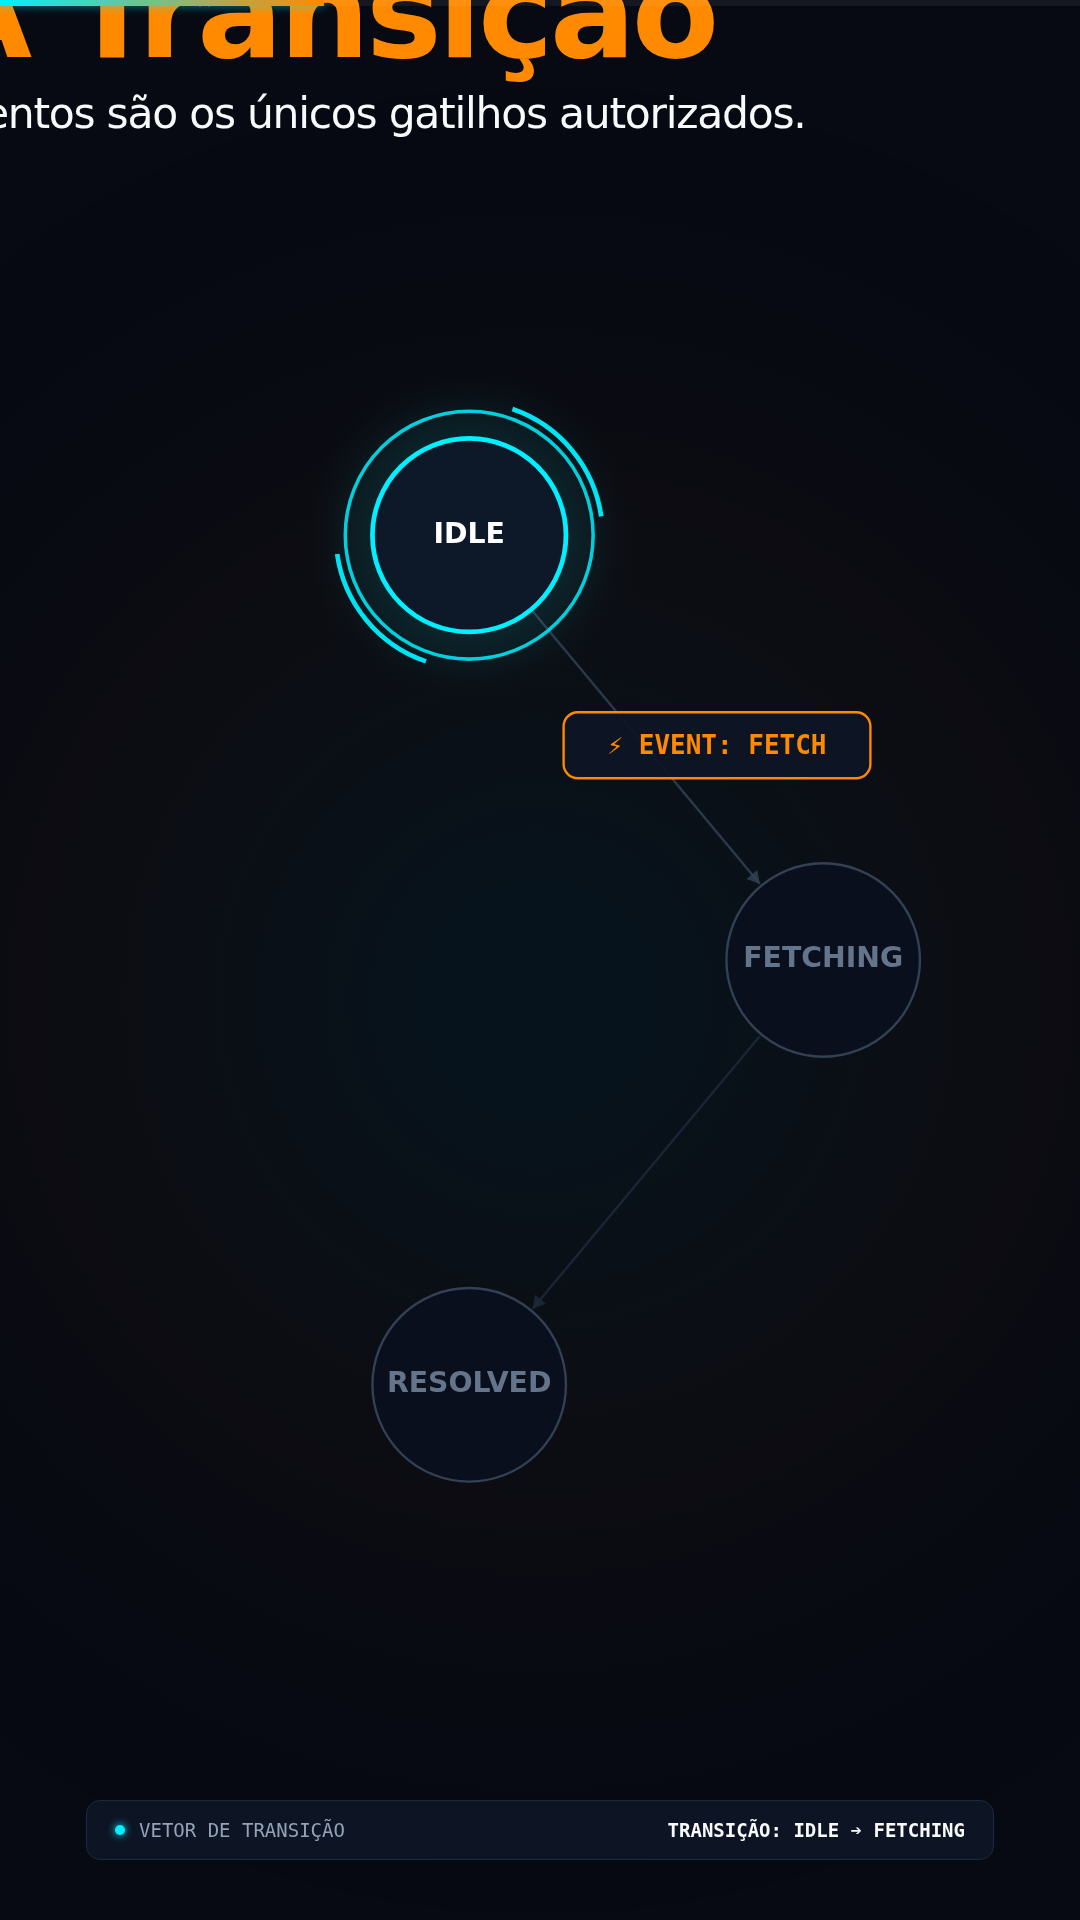 A Transição
entos são os únicos gatilhos autorizados.
IDLE
⚡ EVENT: FETCH
FETCHING
RESOLVED
VETOR DE TRANSIÇÃO
TRANSIÇÃO: IDLE → FETCHING